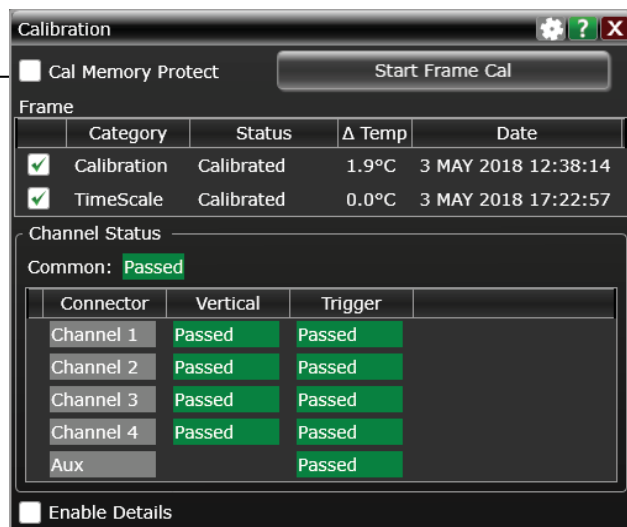 Calibration ?  X
Cal Memory Protect Start Frame Cal
Frame
Category Status Δ Temp Date
Calibration Calibrated 1.9°C 3 MAY 2018 12:38:14
TimeScale Calibrated 0.0°C 3 MAY 2018 17:22:57
Channel Status
Common: Passed
Connector Vertical Trigger
Channel 1 Passed Passed
Channel 2 Passed Passed
Channel 3 Passed Passed
Channel 4 Passed Passed
Aux Passed
Enable Details